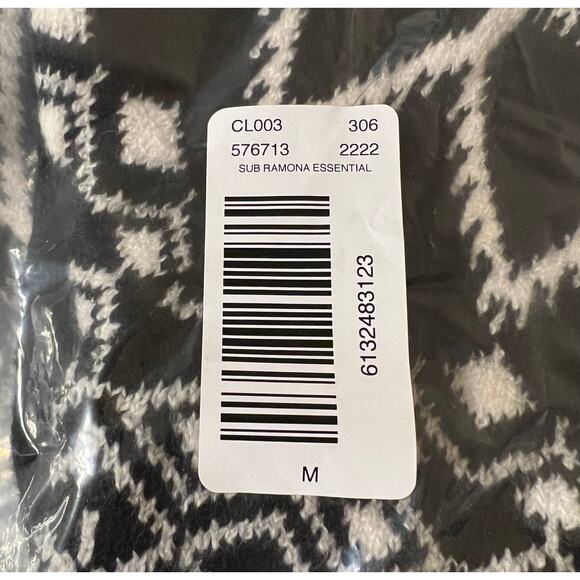 CL003 306
576713 2222
SUB RAMONA ESSENTIAL
6132483123
M